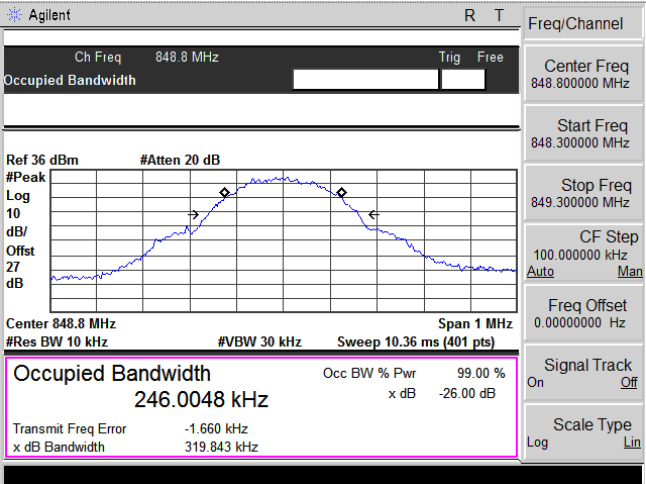 Agilent
R T
Ch Freq 848.8 MHz Trig Free
Occupied Bandwidth
Ref 36 dBm #Atten 20 dB
#Peak
Log
10
dB/
Offst
27
dB
Center 848.8 MHz Span 1 MHz
#Res BW 10 kHz #VBW 30 kHz Sweep 10.36 ms (401 pts)
Occupied Bandwidth Occ BW % Pwr 99.00 %
246.0048 kHz x dB -26.00 dB
Transmit Freq Error -1.660 kHz
x dB Bandwidth 319.843 kHz
Freq/Channel
Center Freq
848.800000 MHz
Start Freq
848.300000 MHz
Stop Freq
849.300000 MHz
CF Step
100.000000 kHz
Auto Man
Freq Offset
0.00000000 Hz
Signal Track
On Off
Scale Type
Log Lin